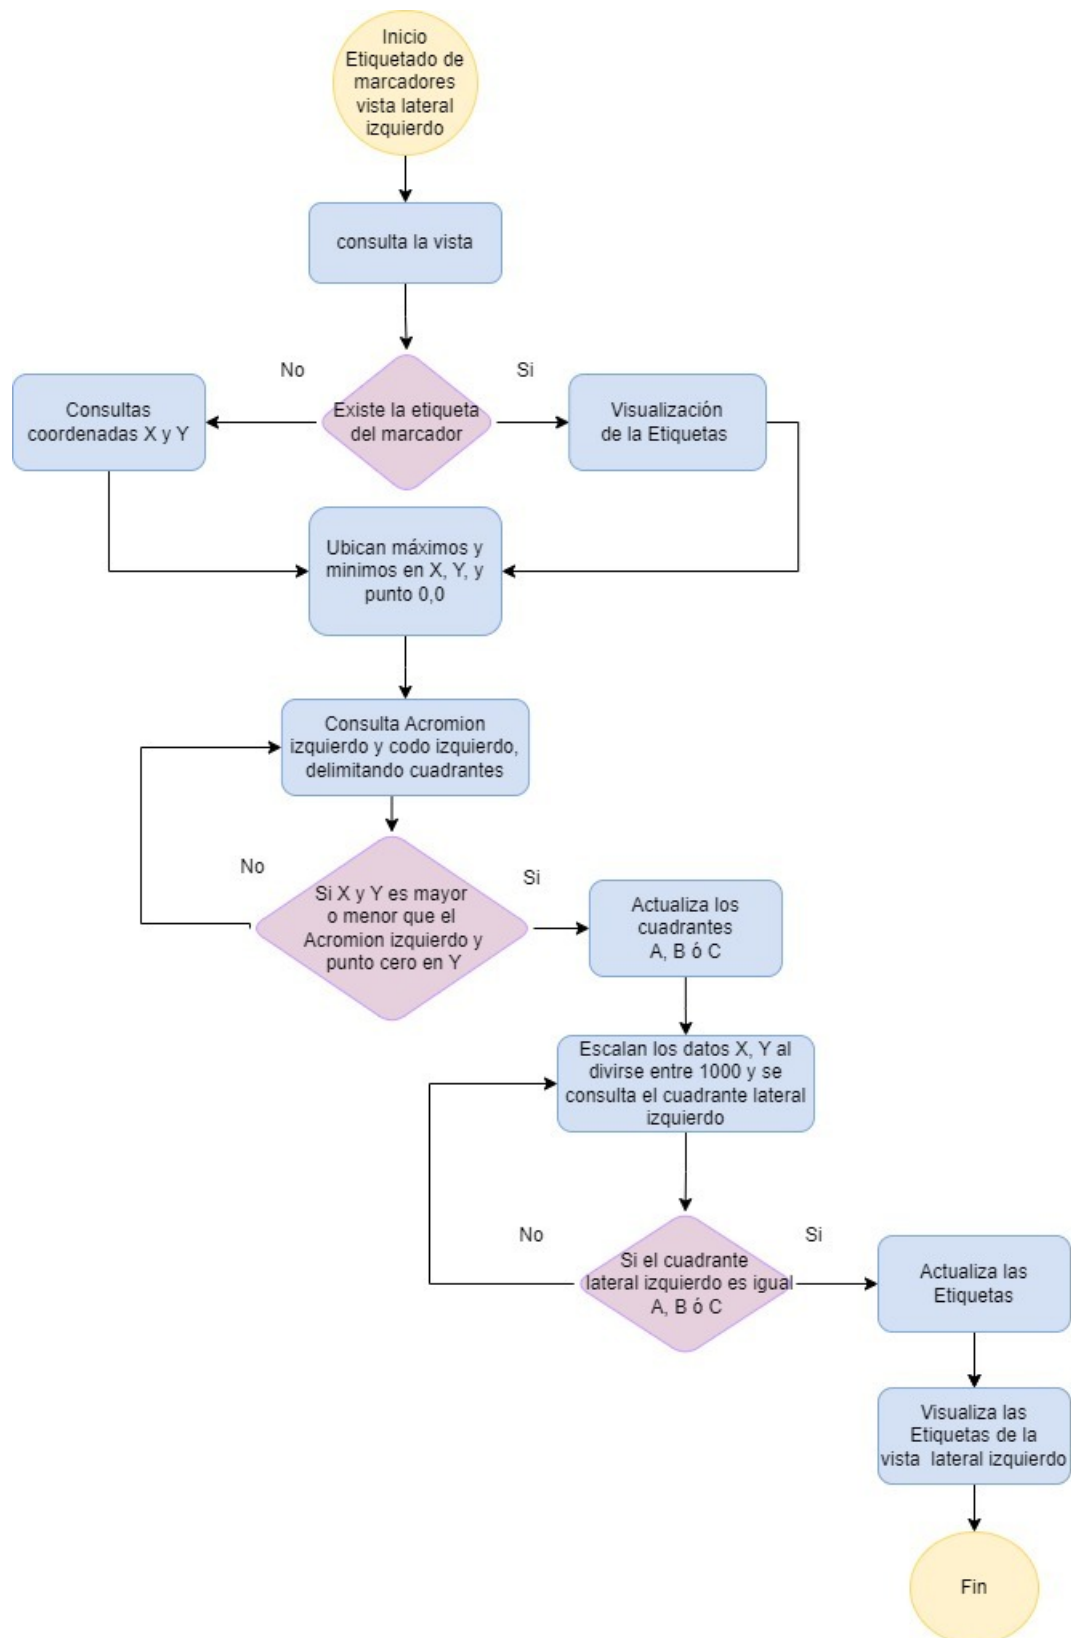 Inicio
Etiquetado de
marcadores
vista lateral
izquierdo
consulta la vista
No
Si
Existe la etiqueta
del marcador
Consultas
coordenadas X y Y
Visualización
de la Etiquetas
Ubican máximos y
minimos en X, Y, y
punto 0,0
Consulta Acromion
izquierdo y codo izquierdo,
delimitando cuadrantes
No
Si
Si X y Y es mayor
o menor que el
Acromion izquierdo y
punto cero en Y
Actualiza los
cuadrantes
A, B ó C
Escalan los datos X, Y al
divirse entre 1000 y se
consulta el cuadrante lateral
izquierdo
No
Si
Si el cuadrante
lateral izquierdo es igual
A, B ó C
Actualiza las
Etiquetas
Visualiza las
Etiquetas de la
vista lateral izquierdo
Fin